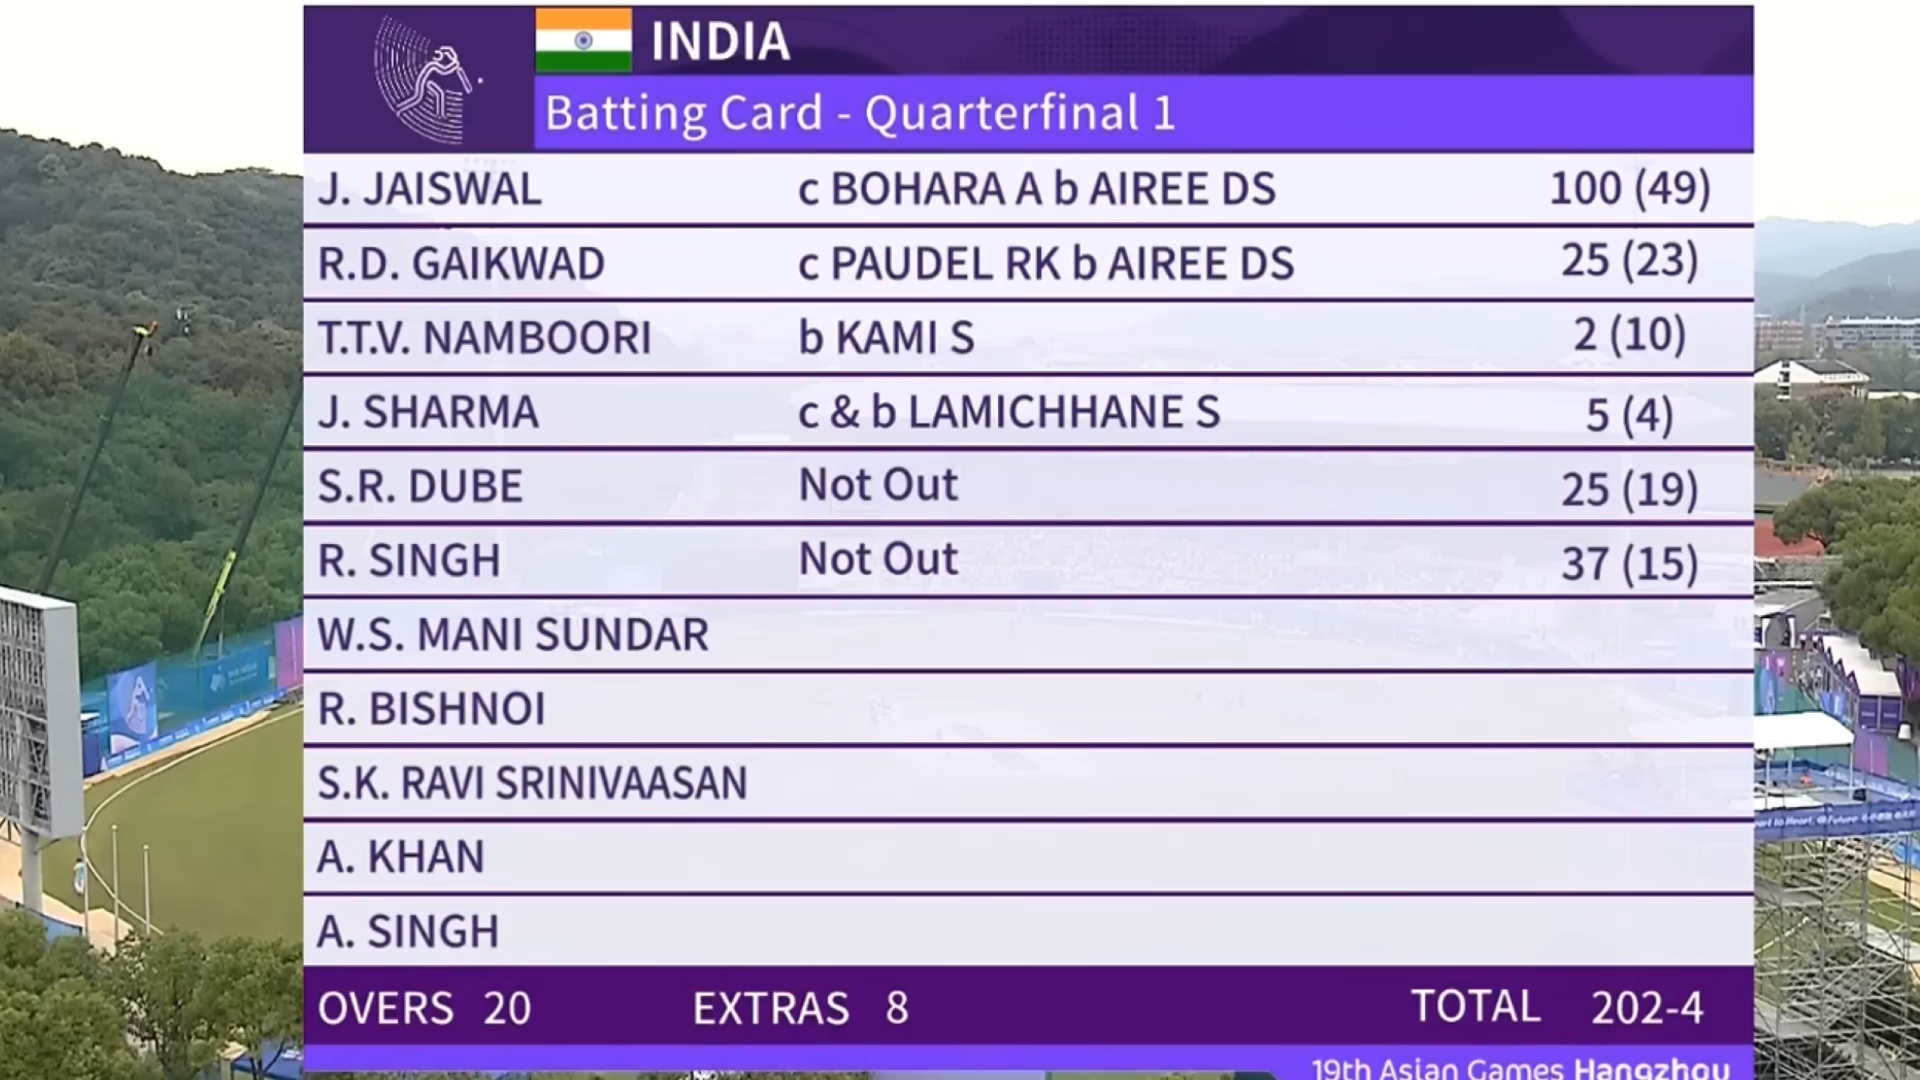 INDIA
Batting Card - Quarterfinal 1
J. JAISWAL c BOHARA A b AIREE DS 100 (49)
R.D. GAIKWAD c PAUDEL RK b AIREE DS 25 (23)
T.T.V. NAMBOORI b KAMI S 2 (10)
J. SHARMA c & b LAMICHHANE S 5 (4)
S.R. DUBE Not Out 25 (19)
R. SINGH Not Out 37 (15)
W.S. MANI SUNDAR
R. BISHNOI
S.K. RAVI SRINIVAASAN
A. KHAN
A. SINGH
OVERS 20 EXTRAS 8 TOTAL 202-4
19th Asian Games Hangzhou